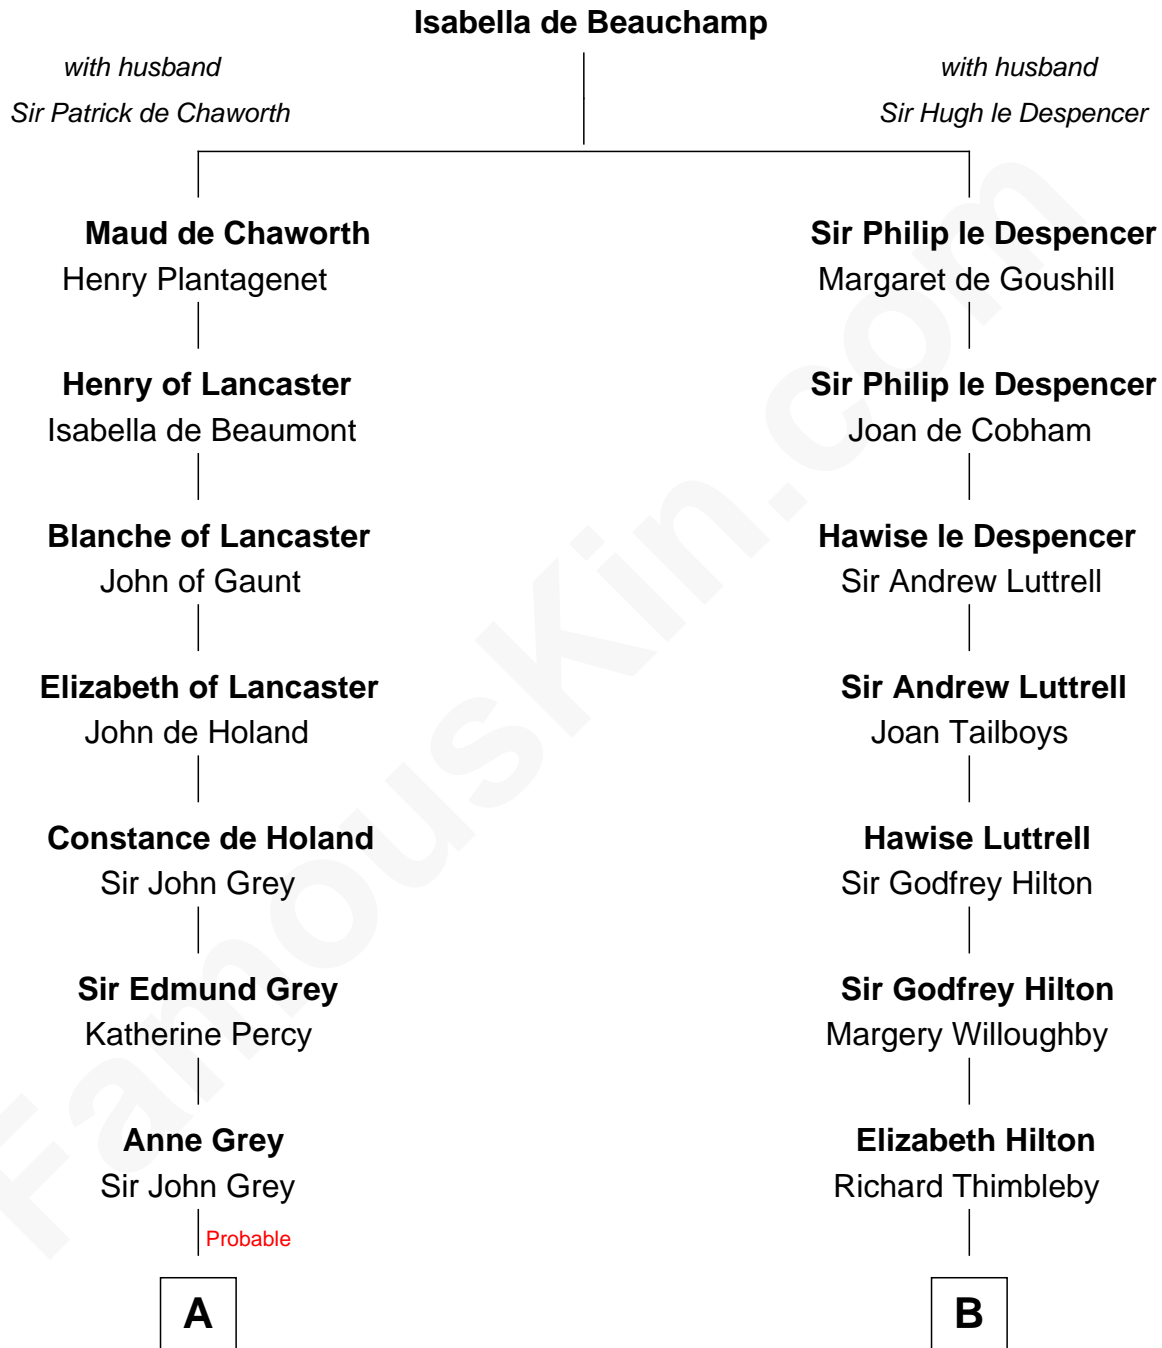 Isabella de Beauchamp
with husband
Sir Patrick de Chaworth
with husband
Sir Hugh le Despencer
Maud de Chaworth
Henry Plantagenet
Sir Philip le Despencer
Margaret de Goushill
Henry of Lancaster
Isabella de Beaumont
Sir Philip le Despencer
Joan de Cobham
Blanche of Lancaster
John of Gaunt
Hawise le Despencer
Sir Andrew Luttrell
Elizabeth of Lancaster
John de Holand
Sir Andrew Luttrell
Joan Tailboys
Constance de Holand
Sir John Grey
Hawise Luttrell
Sir Godfrey Hilton
Sir Edmund Grey
Katherine Percy
Sir Godfrey Hilton
Margery Willoughby
Anne Grey
Sir John Grey
Elizabeth Hilton
Richard Thimbleby
Probable
A
B
FamousKin.com